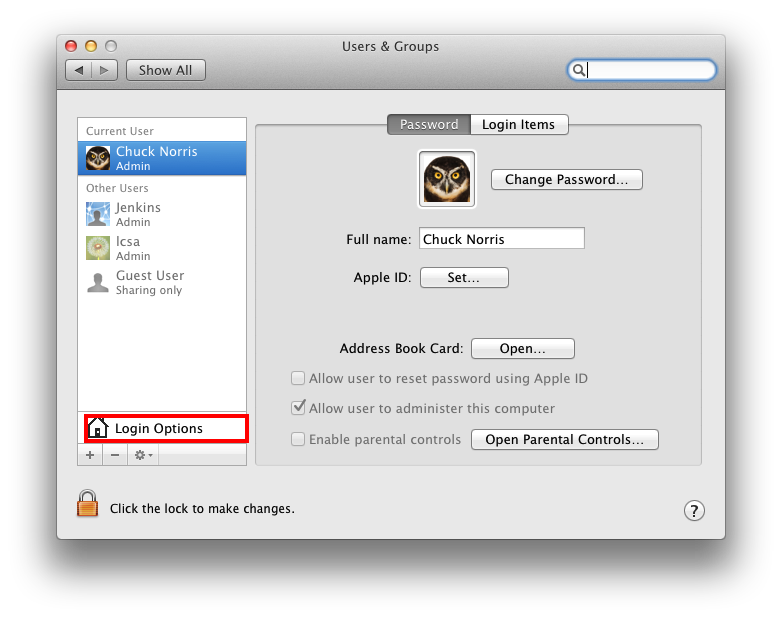 Users & Groups
Show All
Current User
Chuck Norris
Admin
Other Users
Jenkins
Admin
lcsa
Admin
Guest User
Sharing only
Login Options
Password
Login Items
Change Password...
Full name: Chuck Norris
Apple ID: Set...
Address Book Card: Open...
Allow user to reset password using Apple ID
Allow user to administer this computer
Enable parental controls Open Parental Controls...
Click the lock to make changes.
?